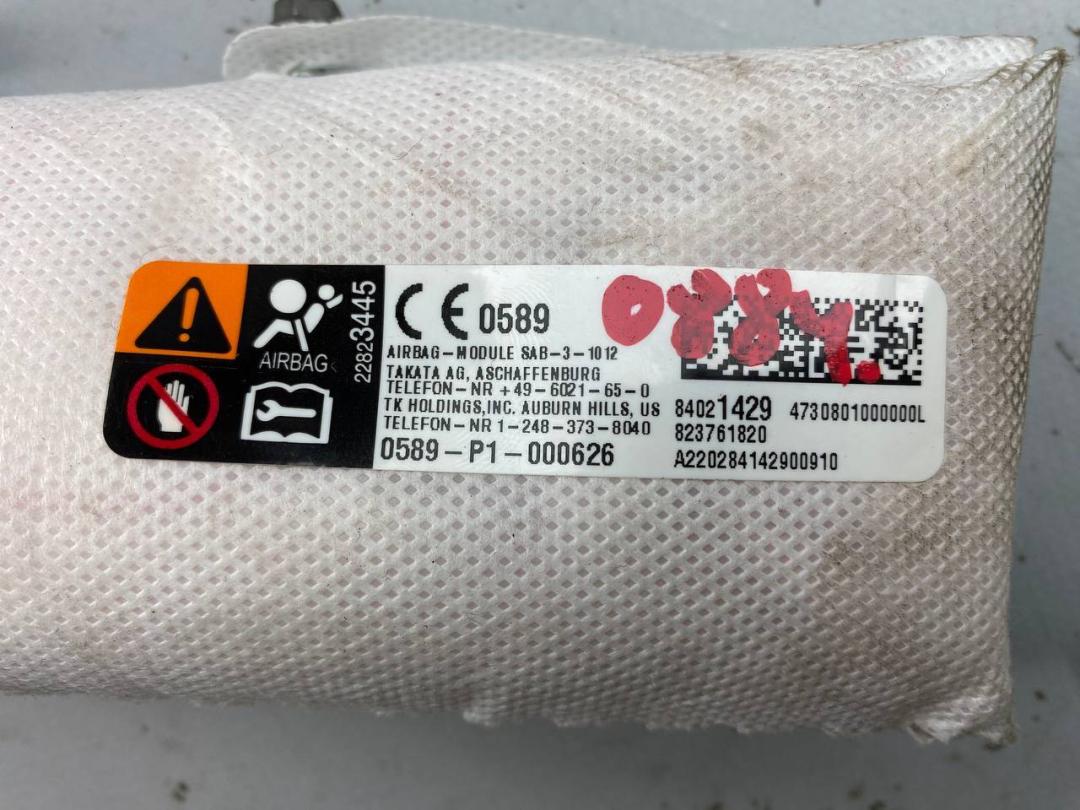 AIRBAG
22823445
CE 0589
AIRBAG-MODULE SAB-3-1012
TAKATA AG, ASCHAFFENBURG
TELEFON-NR +49-6021-65-0
TK HOLDINGS,INC. AUBURN HILLS, US
TELEFON-NR 1-248-373-8040
0589-P1-000626
0884.
84021429 4730801000000L
823761820
A220284142900910